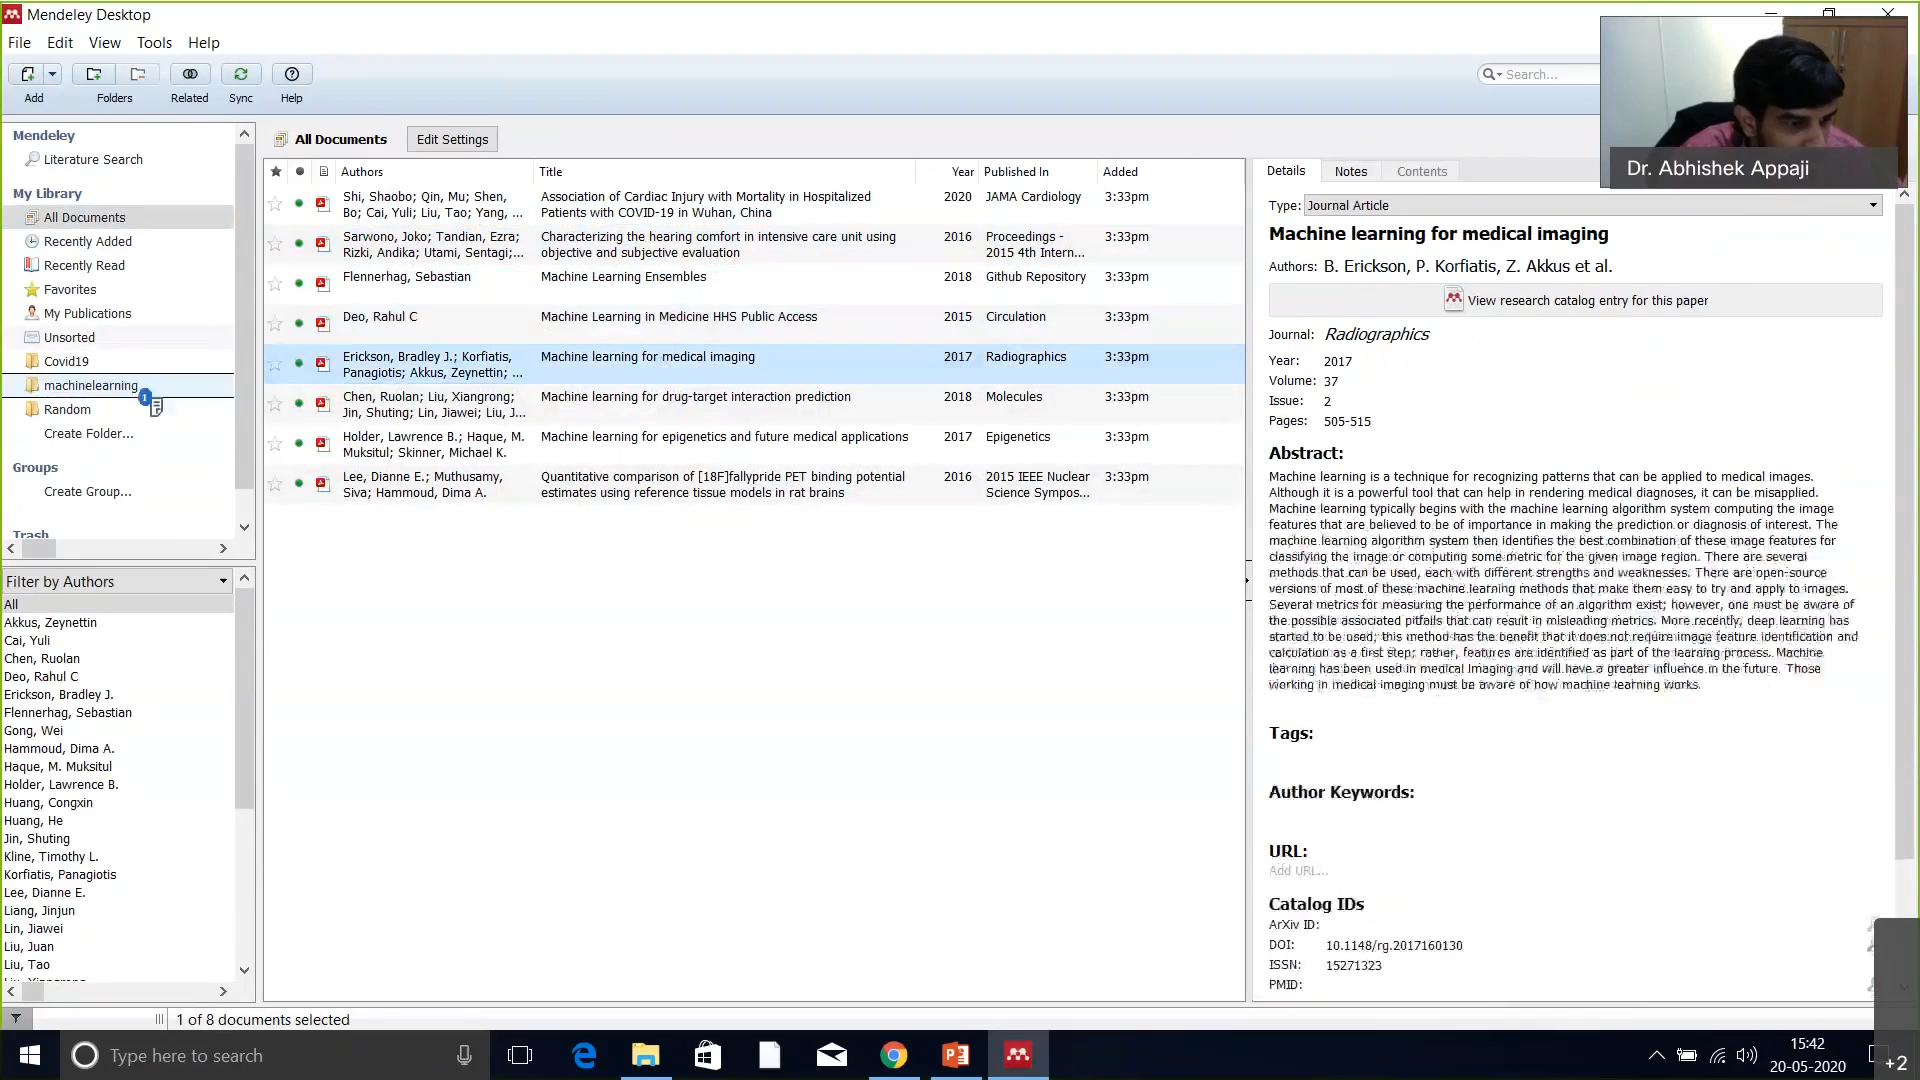 Mendeley Desktop
File Edit View Tools Help
Add Folders Related Sync Help
Search...
Dr. Abhishek Appaji
Mendeley
Literature Search
My Library
All Documents
Recently Added
Recently Read
Favorites
My Publications
Unsorted
Covid19
machinelearning
1
Random
Create Folder...
Groups
Create Group...
Trash
Filter by Authors
All
Akkus, Zeynettin
Cai, Yuli
Chen, Ruolan
Deo, Rahul C
Erickson, Bradley J.
Flennerhag, Sebastian
Gong, Wei
Hammoud, Dima A.
Haque, M. Muksitul
Holder, Lawrence B.
Huang, Congxin
Huang, He
Jin, Shuting
Kline, Timothy L.
Korfiatis, Panagiotis
Lee, Dianne E.
Liang, Jinjun
Lin, Jiawei
Liu, Juan
Liu, Tao
All Documents Edit Settings
Authors Title Year Published In Added
Shi, Shaobo; Qin, Mu; Shen, Association of Cardiac Injury with Mortality in Hospitalized 2020 JAMA Cardiology 3:33pm
Bo; Cai, Yuli; Liu, Tao; Yang, ... Patients with COVID-19 in Wuhan, China
Sarwono, Joko; Tandian, Ezra; Characterizing the hearing comfort in intensive care unit using 2016 Proceedings - 3:33pm
Rizki, Andika; Utami, Sentagi;... objective and subjective evaluation 2015 4th Intern...
Flennerhag, Sebastian Machine Learning Ensembles 2018 Github Repository 3:33pm
Deo, Rahul C Machine Learning in Medicine HHS Public Access 2015 Circulation 3:33pm
Erickson, Bradley J.; Korfiatis, Machine learning for medical imaging 2017 Radiographics 3:33pm
Panagiotis; Akkus, Zeynettin; ...
Chen, Ruolan; Liu, Xiangrong; Machine learning for drug-target interaction prediction 2018 Molecules 3:33pm
Jin, Shuting; Lin, Jiawei; Liu, J...
Holder, Lawrence B.; Haque, M. Machine learning for epigenetics and future medical applications 2017 Epigenetics 3:33pm
Muksitul; Skinner, Michael K.
Lee, Dianne E.; Muthusamy, Quantitative comparison of [18F]fallypride PET binding potential 2016 2015 IEEE Nuclear 3:33pm
Siva; Hammoud, Dima A. estimates using reference tissue models in rat brains Science Sympos...
Details Notes Contents
Type: Journal Article
Machine learning for medical imaging
Authors: B. Erickson, P. Korfiatis, Z. Akkus et al.
View research catalog entry for this paper
Journal: Radiographics
Year: 2017
Volume: 37
Issue: 2
Pages: 505-515
Abstract:
Machine learning is a technique for recognizing patterns that can be applied to medical images.
Although it is a powerful tool that can help in rendering medical diagnoses, it can be misapplied.
Machine learning typically begins with the machine learning algorithm system computing the image
features that are believed to be of importance in making the prediction or diagnosis of interest. The
machine learning algorithm system then identifies the best combination of these image features for
classifying the image or computing some metric for the given image region. There are several
methods that can be used, each with different strengths and weaknesses. There are open-source
versions of most of these machine learning methods that make them easy to try and apply to images.
Several metrics for measuring the performance of an algorithm exist; however, one must be aware of
the possible associated pitfalls that can result in misleading metrics. More recently, deep learning has
started to be used; this method has the benefit that it does not require image feature identification and
calculation as a first step; rather, features are identified as part of the learning process. Machine
learning has been used in medical imaging and will have a greater influence in the future. Those
working in medical imaging must be aware of how machine learning works.
Tags:
Author Keywords:
URL:
Add URL...
Catalog IDs
ArXiv ID:
DOI: 10.1148/rg.2017160130
ISSN: 15271323
PMID:
1 of 8 documents selected
Type here to search
15:42
20-05-2020
+2